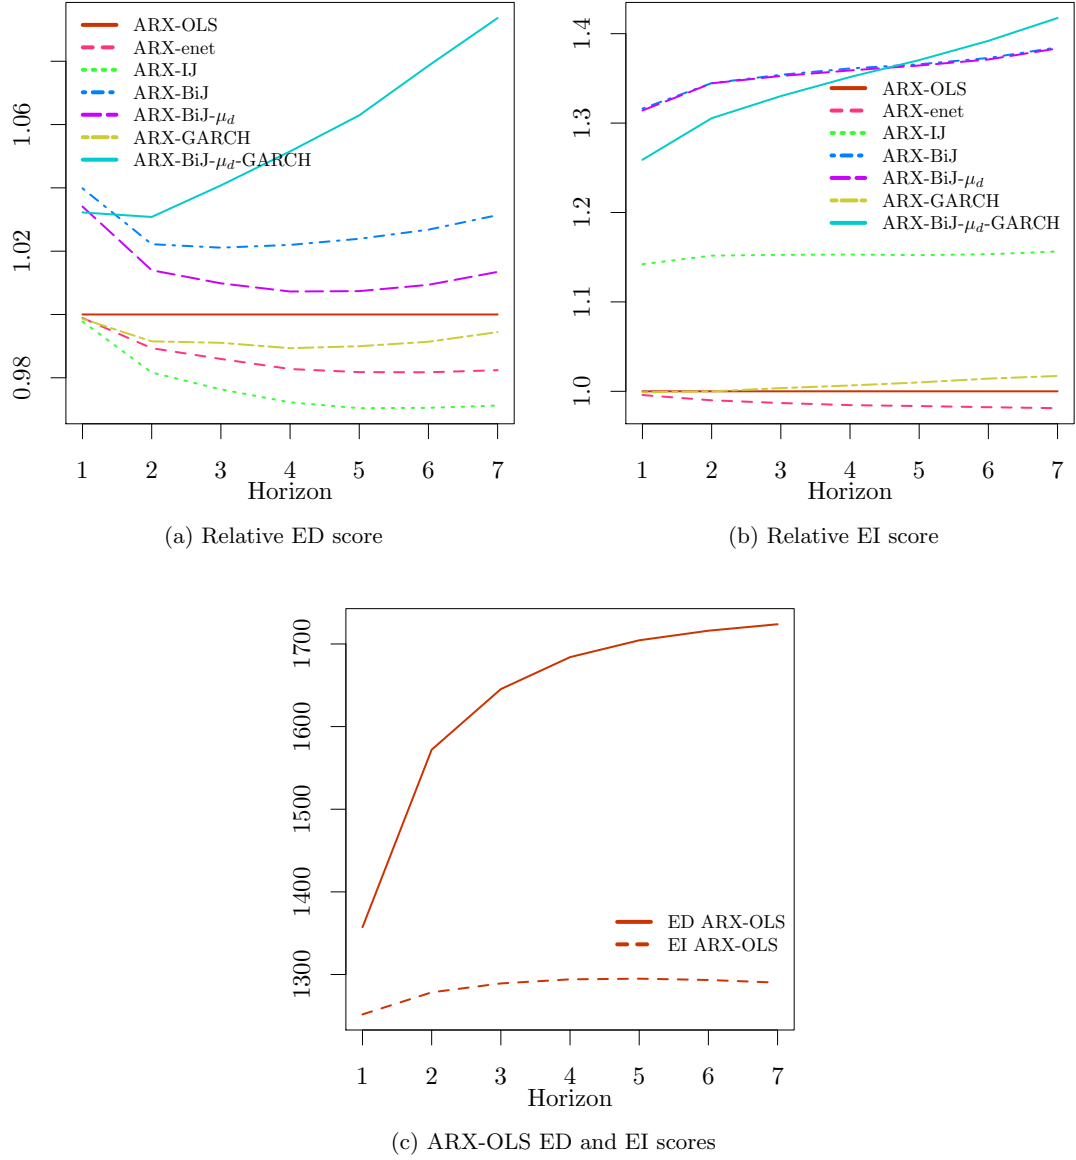 ARX-OLS
ARX-enet
ARX-IJ
ARX-BiJ
ARX-BiJ-μd
ARX-GARCH
ARX-BiJ-μd-GARCH
1.06
1.02
0.98
1 2 3 4 5 6 7
Horizon
(a) Relative ED score
1.4
1.3
1.2
1.1
1.0
ARX-OLS
ARX-enet
ARX-IJ
ARX-BiJ
ARX-BiJ-μd
ARX-GARCH
ARX-BiJ-μd-GARCH
1 2 3 4 5 6 7
Horizon
(b) Relative EI score
1700
1600
1500
1400
1300
ED ARX-OLS
EI ARX-OLS
1 2 3 4 5 6 7
Horizon
(c) ARX-OLS ED and EI scores